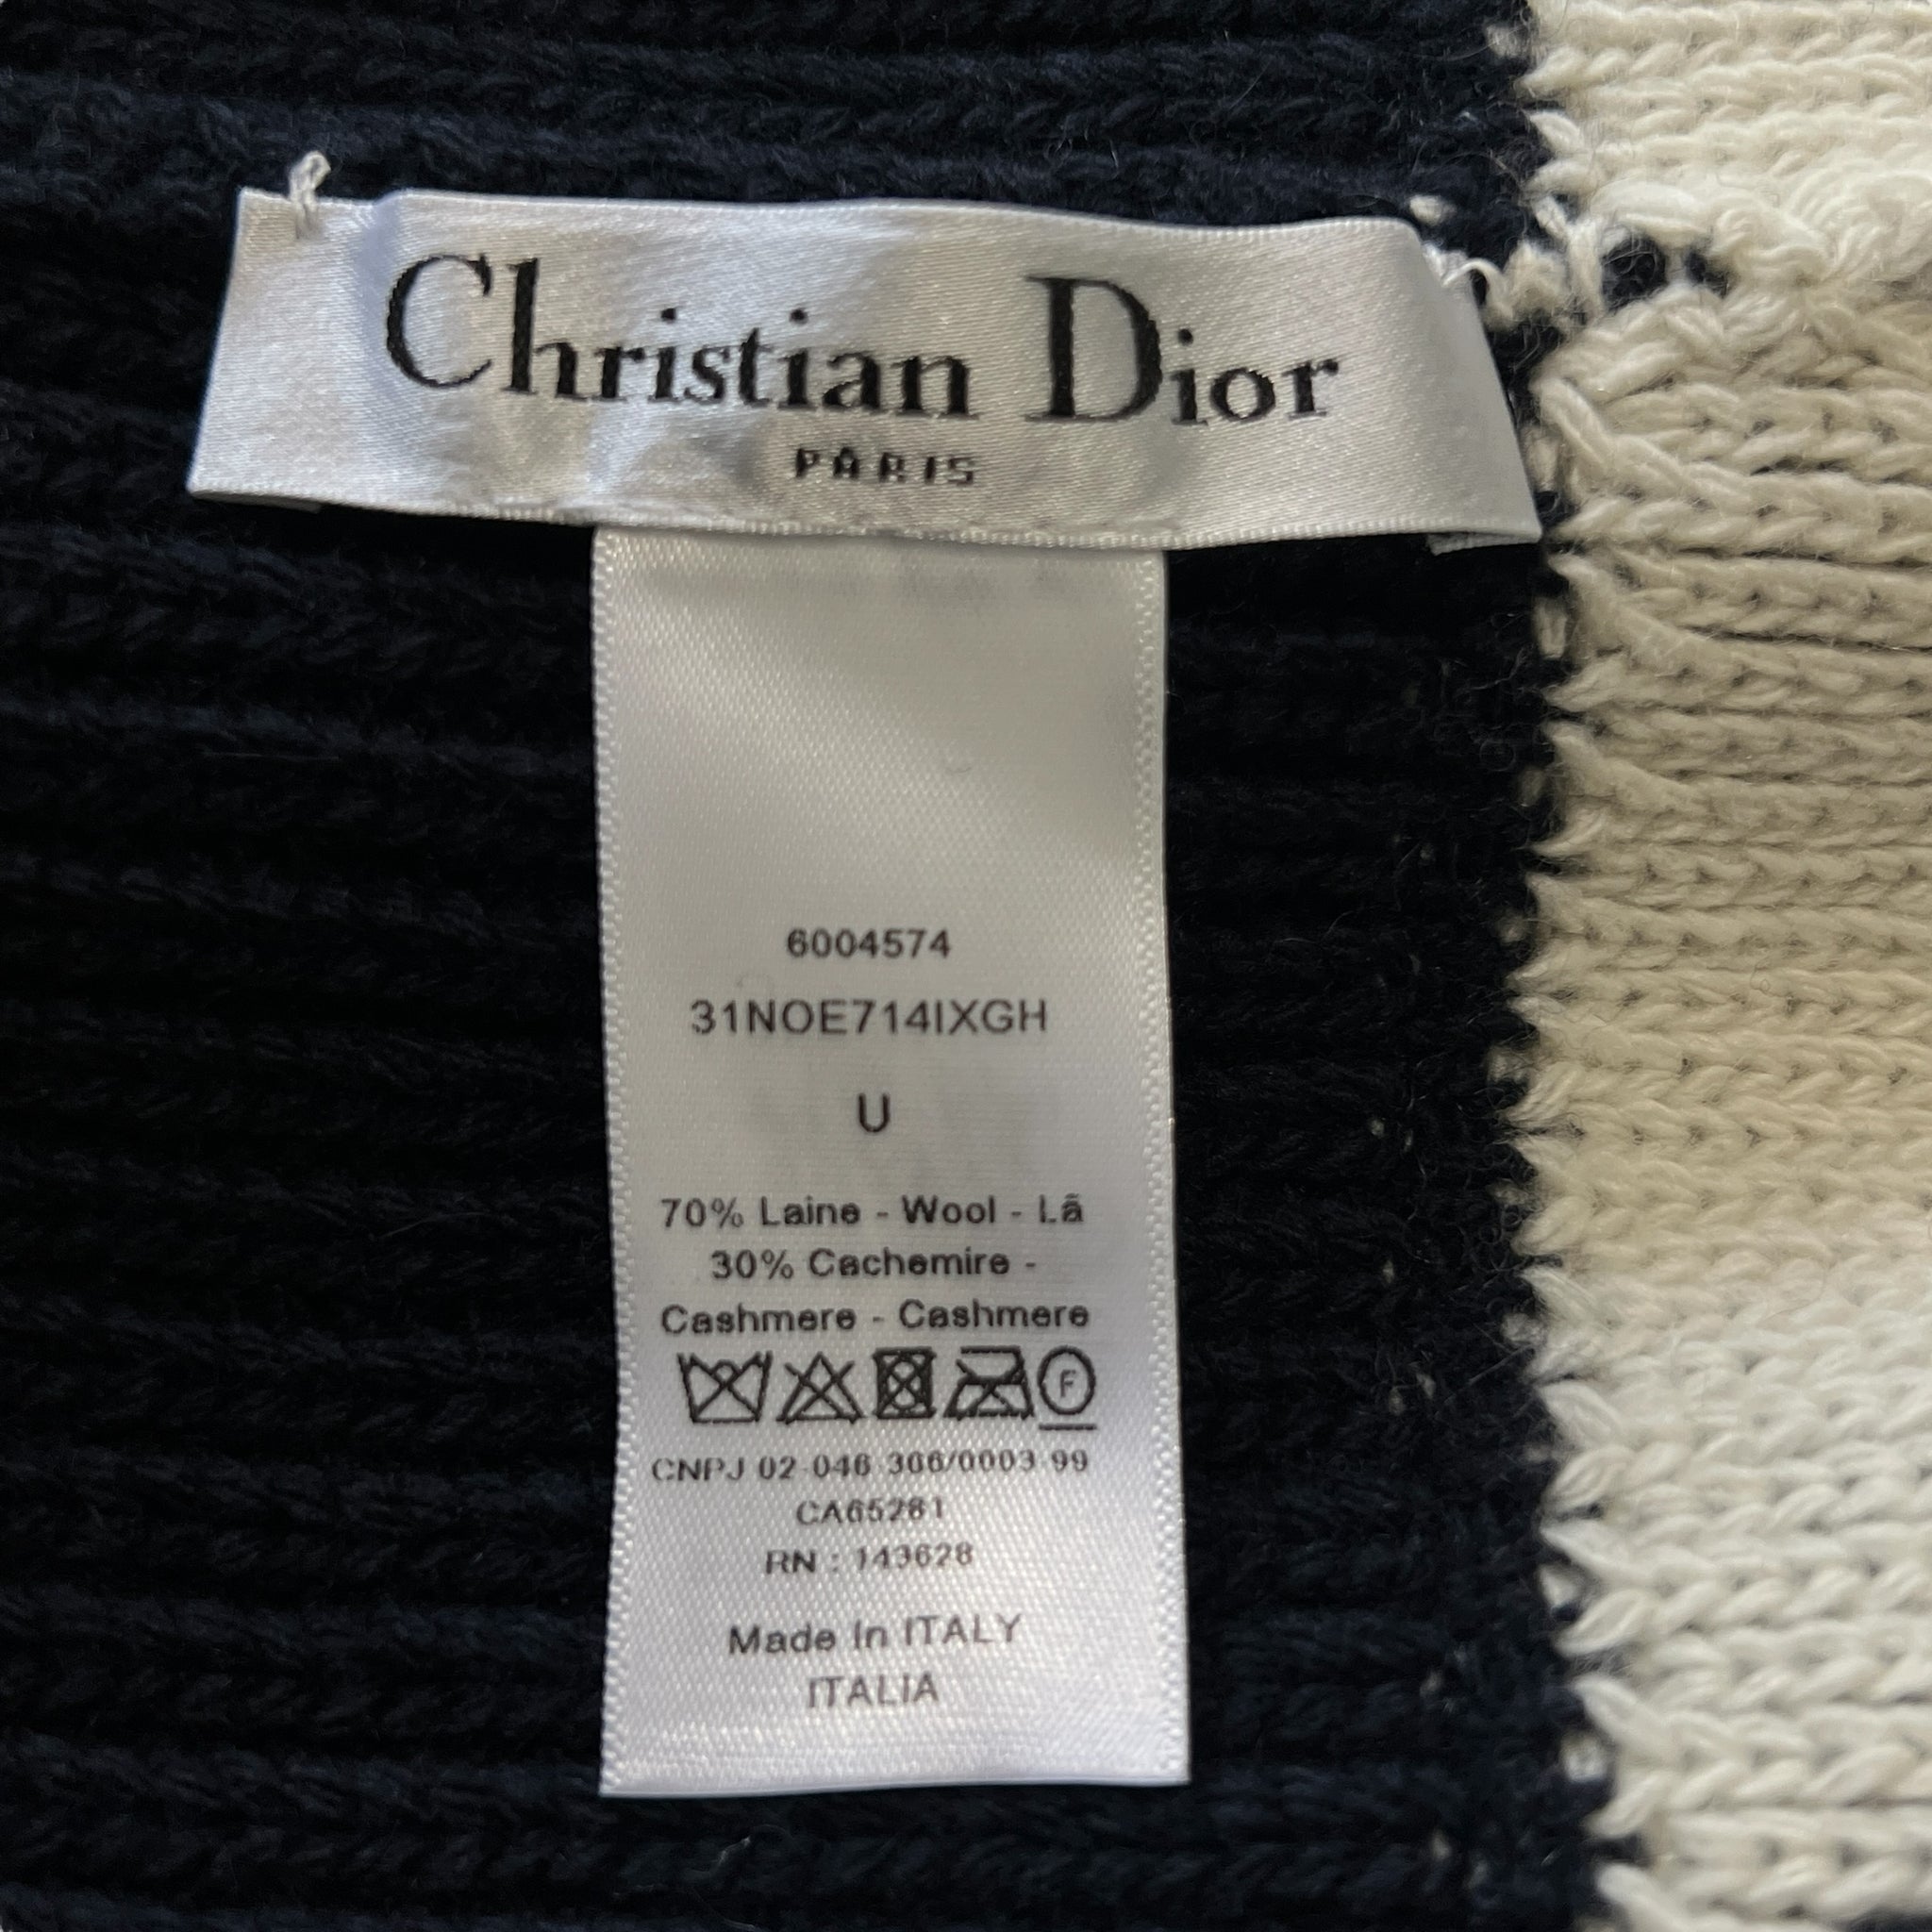 Christian Dior
PARIS
6004574
31NOE714IXGH
U
70% Laine - Wool - Lã
30% Cachemire -
Cashmere - Cashmere
F
CNPJ 02 046 366/0003 99
CA65281
RN : 143628
Made In ITALY
ITALIA